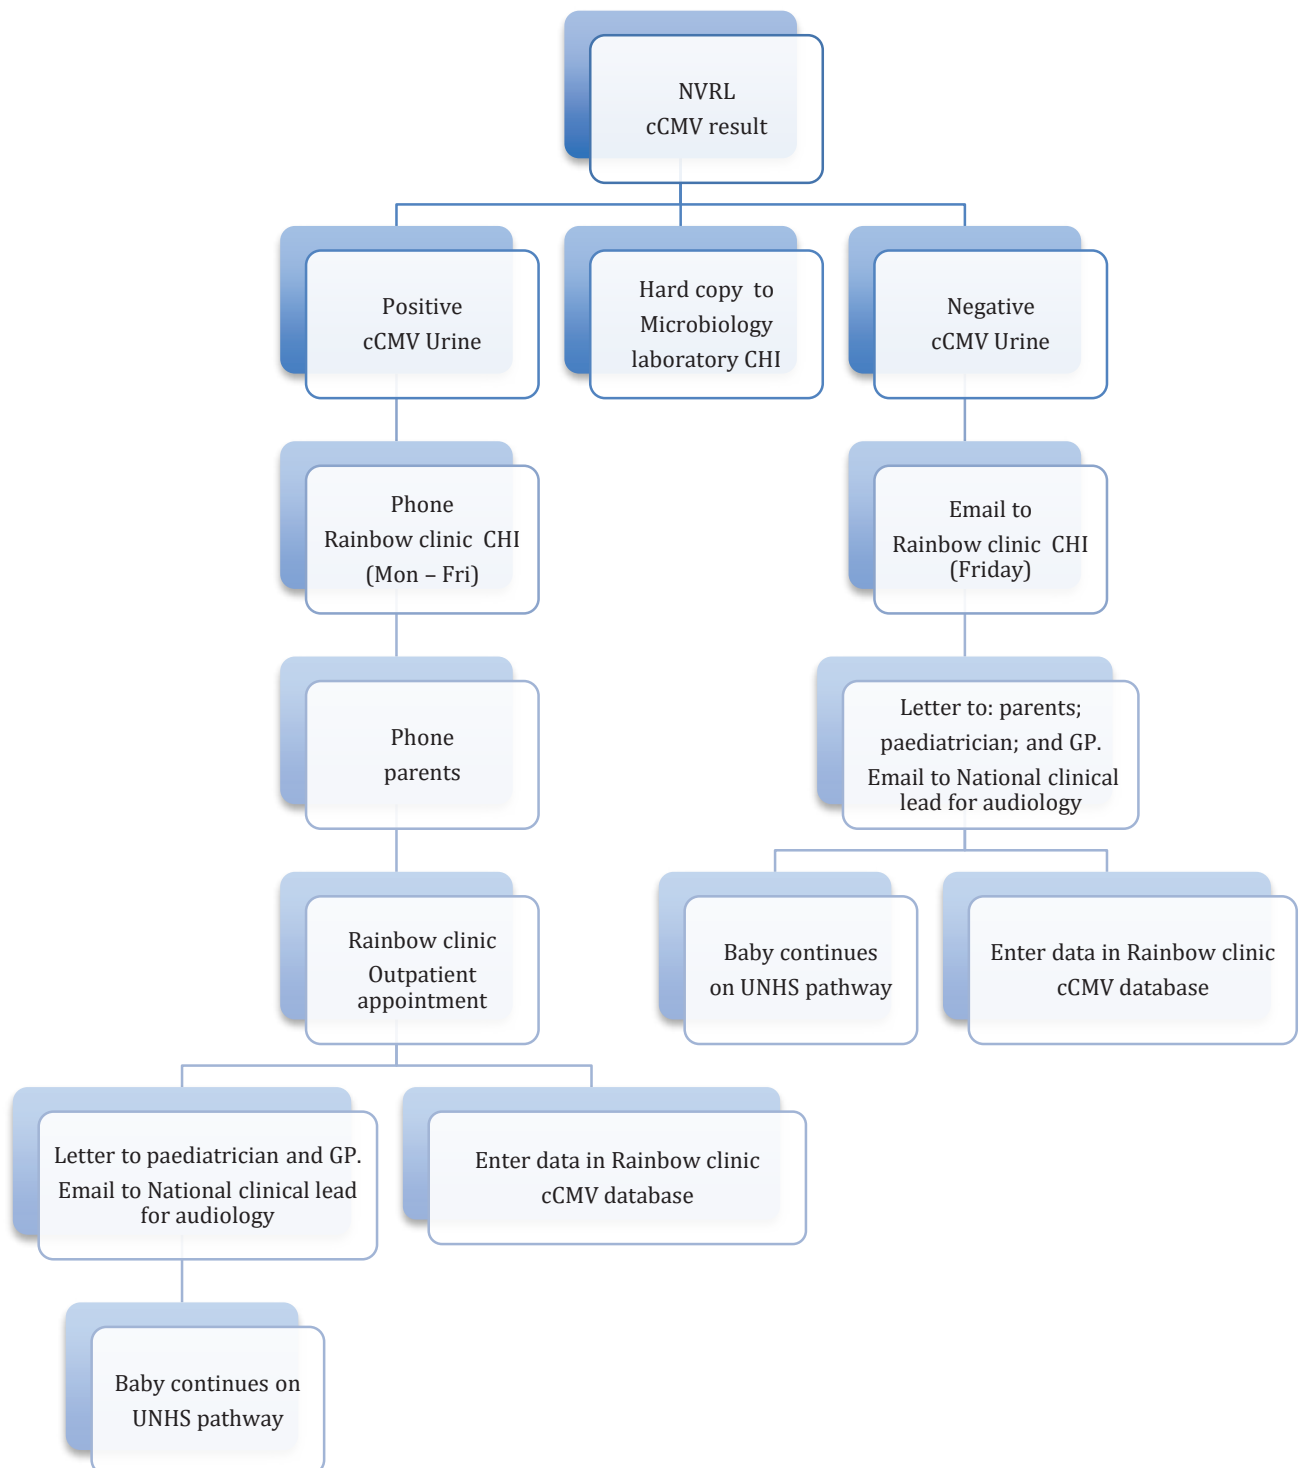 NVRL
cCMV result
Positive
cCMV Urine
Hard copy to
Microbiology
laboratory CHI
Negative
cCMV Urine
Phone
Rainbow clinic CHI
(Mon – Fri)
Email to
Rainbow clinic CHI
(Friday)
Phone
parents
Letter to: parents;
paediatrician; and GP.
Email to National clinical
lead for audiology
Rainbow clinic
Outpatient
appointment
Baby continues
on UNHS pathway
Enter data in Rainbow clinic
cCMV database
Letter to paediatrician and GP.
Email to National clinical lead
for audiology
Enter data in Rainbow clinic
cCMV database
Baby continues on
UNHS pathway